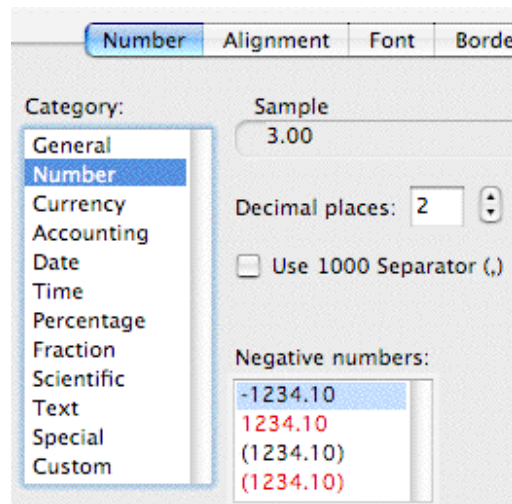 Number Alignment Font Borde
Category:
General
Number
Currency
Accounting
Date
Time
Percentage
Fraction
Scientific
Text
Special
Custom
Sample
3.00
Decimal places: 2
Use 1000 Separator (,)
Negative numbers:
-1234.10
1234.10
(1234.10)
(1234.10)